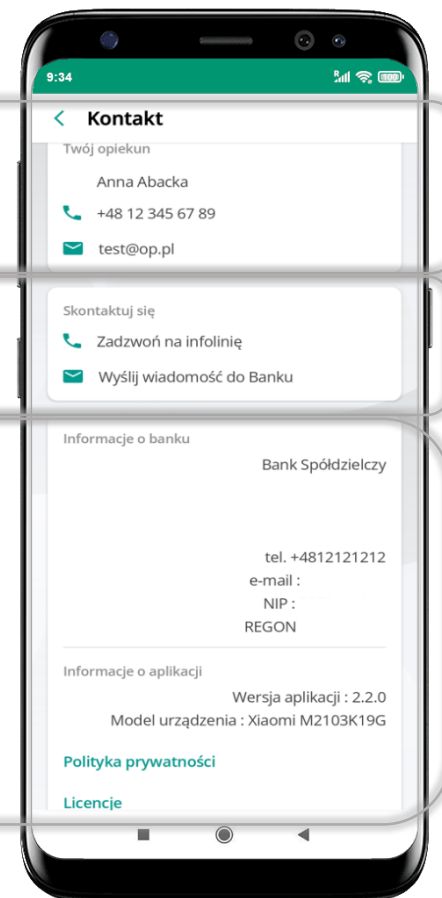 9:34
R
100
Kontakt
Twój opiekun
Anna Abacka
+48 12 345 67 89
test@op.pl
Skontaktuj się
Zadzwoń na infolinię
Wyślij wiadomość do Banku
Informacje o banku
Bank Spółdzielczy
tel. +4812121212
e-mail :
NIP :
REGON
Informacje o aplikacji
Wersja aplikacji : 2.2.0
Model urządzenia : Xiaomi M2103K19G
Polityka prywatności
Licencje